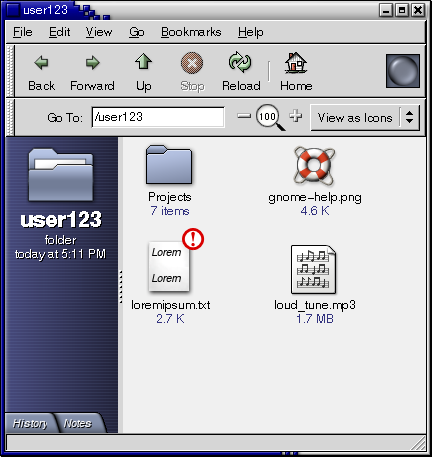 user123
File Edit View Go Bookmarks Help
Back Forward Up Stop Reload Home
Go To: /user123 100 View as Icons
user123
folder
today at 5:11 PM
Projects
7 items
gnome-help.png
4.6 K
Lorem
Lorem
!
loremipsum.txt
2.7 K
loud_tune.mp3
1.7 MB
History Notes